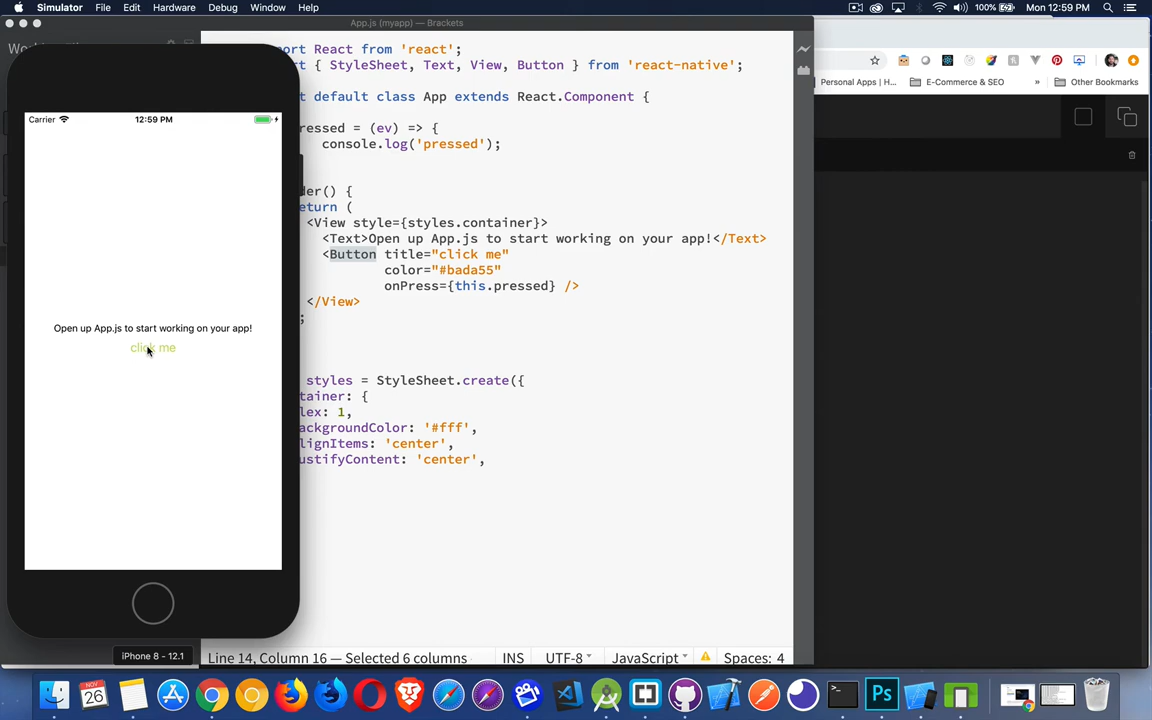 Simulator File Edit Hardware Debug Window Help
100% Mon 12:59 PM
App.js (myapp) — Brackets
Personal Apps | H... E-Commerce & SEO » Other Bookmarks
Carrier 12:59 PM
Open up App.js to start working on your app!
click me
iPhone 8 - 12.1
ort React from 'react';
t { StyleSheet, Text, View, Button } from 'react-native';
t default class App extends React.Component {
ressed = (ev) => {
console.log('pressed');
der() {
eturn (
<View style={styles.container}>
<Text>Open up App.js to start working on your app!</Text>
<Button title="click me"
color="#bada55"
onPress={this.pressed} />
</View>
;
styles = StyleSheet.create({
tainer: {
lex: 1,
ackgroundColor: '#fff',
lignItems: 'center',
ustifyContent: 'center',
Line 14, Column 16 — Selected 6 columns INS UTF-8 JavaScript Spaces: 4
NOV
26
Ps